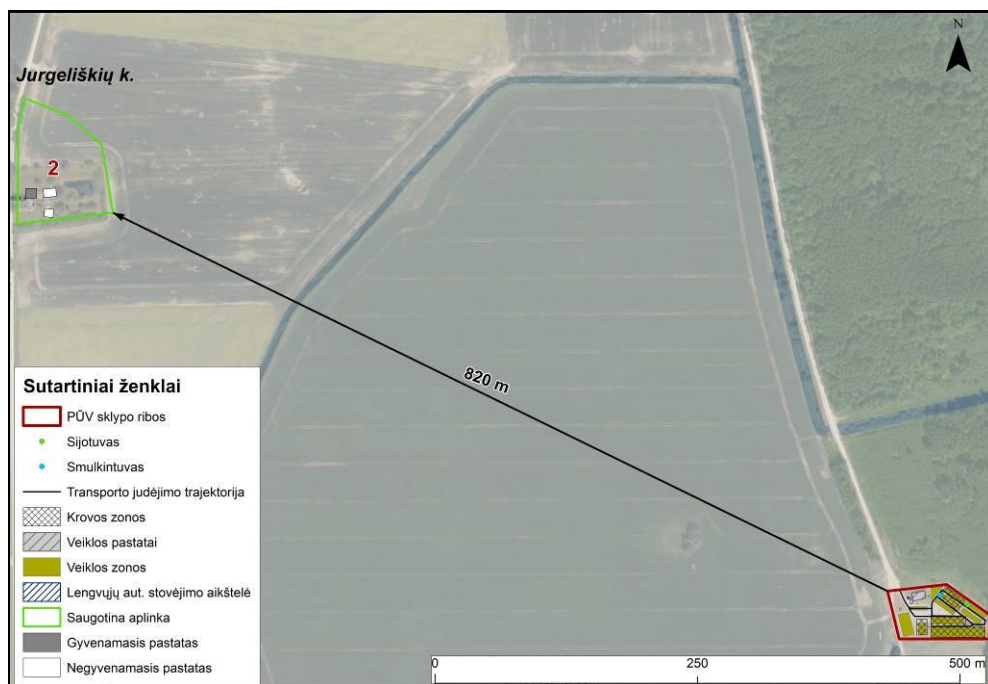 N
Jurgeliškių k.
2
820 m
Sutartiniai ženklai
PŪV sklypo ribos
Sijotuvas
Smulkintuvas
Transporto judėjimo trajektorija
Krovos zonos
Veiklos pastatai
Veiklos zonos
Lengvųjų aut. stovėjimo aikštelė
Saugotina aplinka
Gyvenamasis pastatas
Negyvenamasis pastatas
0 250 500 m